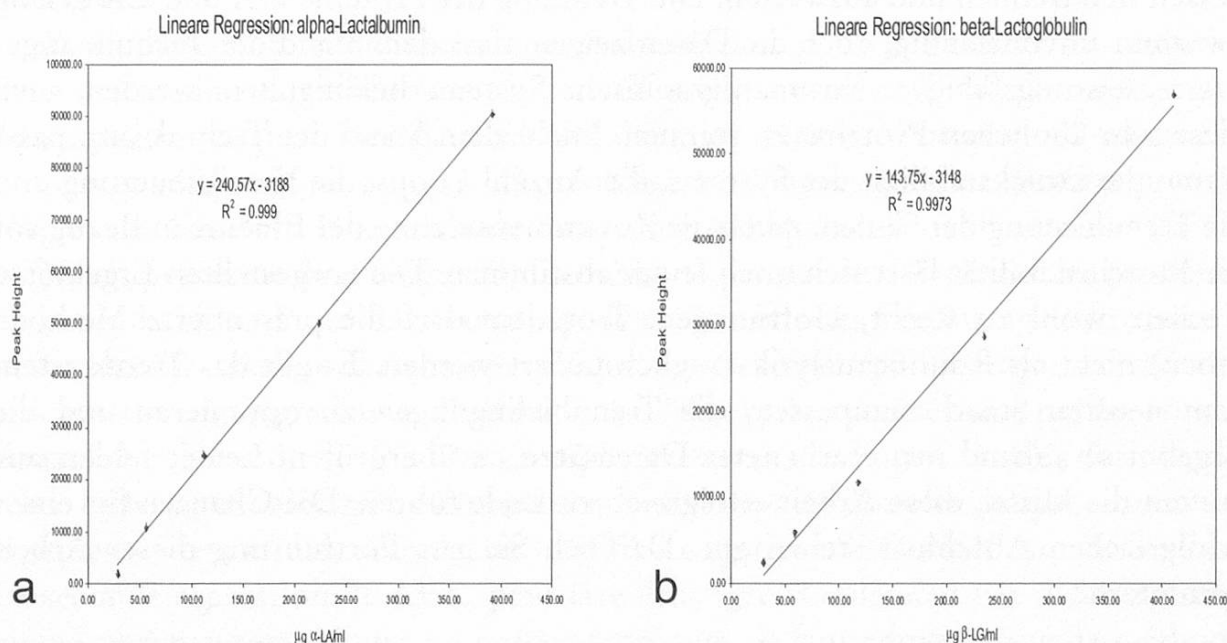 Lineare Regression: alpha-Lactalbumin
100000.00
90000.00
80000.00
70000.00
60000.00
50000.00
40000.00
30000.00
20000.00
10000.00
0.00
Peak Height
y = 240.57x - 3188
R² = 0.999
0.00 50.00 100.00 150.00 200.00 250.00 300.00 350.00 400.00 450.00
µg α-LA/ml
a
Lineare Regression: beta-Lactoglobulin
60000.00
50000.00
40000.00
30000.00
20000.00
10000.00
0.00
Peak Height
y = 143.75x - 3148
R² = 0.9973
0.00 50.00 100.00 150.00 200.00 250.00 300.00 350.00 400.00 450.00
µg β-LG/ml
b